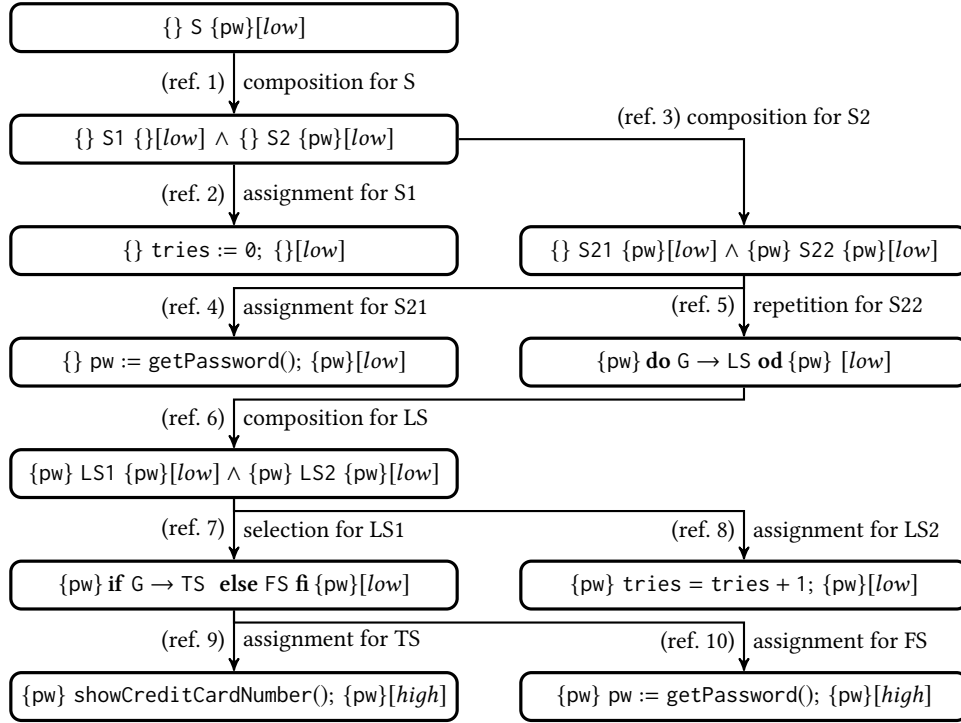 {} S {pw}[low]
(ref. 1) composition for S
{} S1 {}[low] ∧ {} S2 {pw}[low]
(ref. 3) composition for S2
(ref. 2) assignment for S1
{} tries := 0; {}[low]
{} S21 {pw}[low] ∧ {pw} S22 {pw}[low]
(ref. 4) assignment for S21
(ref. 5) repetition for S22
{} pw := getPassword(); {pw}[low]
{pw} do G → LS od {pw} [low]
(ref. 6) composition for LS
{pw} LS1 {pw}[low] ∧ {pw} LS2 {pw}[low]
(ref. 7) selection for LS1
(ref. 8) assignment for LS2
{pw} if G → TS else FS fi {pw}[low]
{pw} tries = tries + 1; {pw}[low]
(ref. 9) assignment for TS
(ref. 10) assignment for FS
{pw} showCreditCardNumber(); {pw}[high]
{pw} pw := getPassword(); {pw}[high]